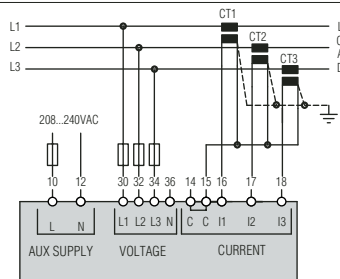 CT1
L1
CT2
L2
CT3
L3
208...240VAC
10 12 30 32 34 36 14 15 16 17 18
L N L1 L2 L3 N C C I1 I2 I3
AUX SUPPLY VOLTAGE CURRENT